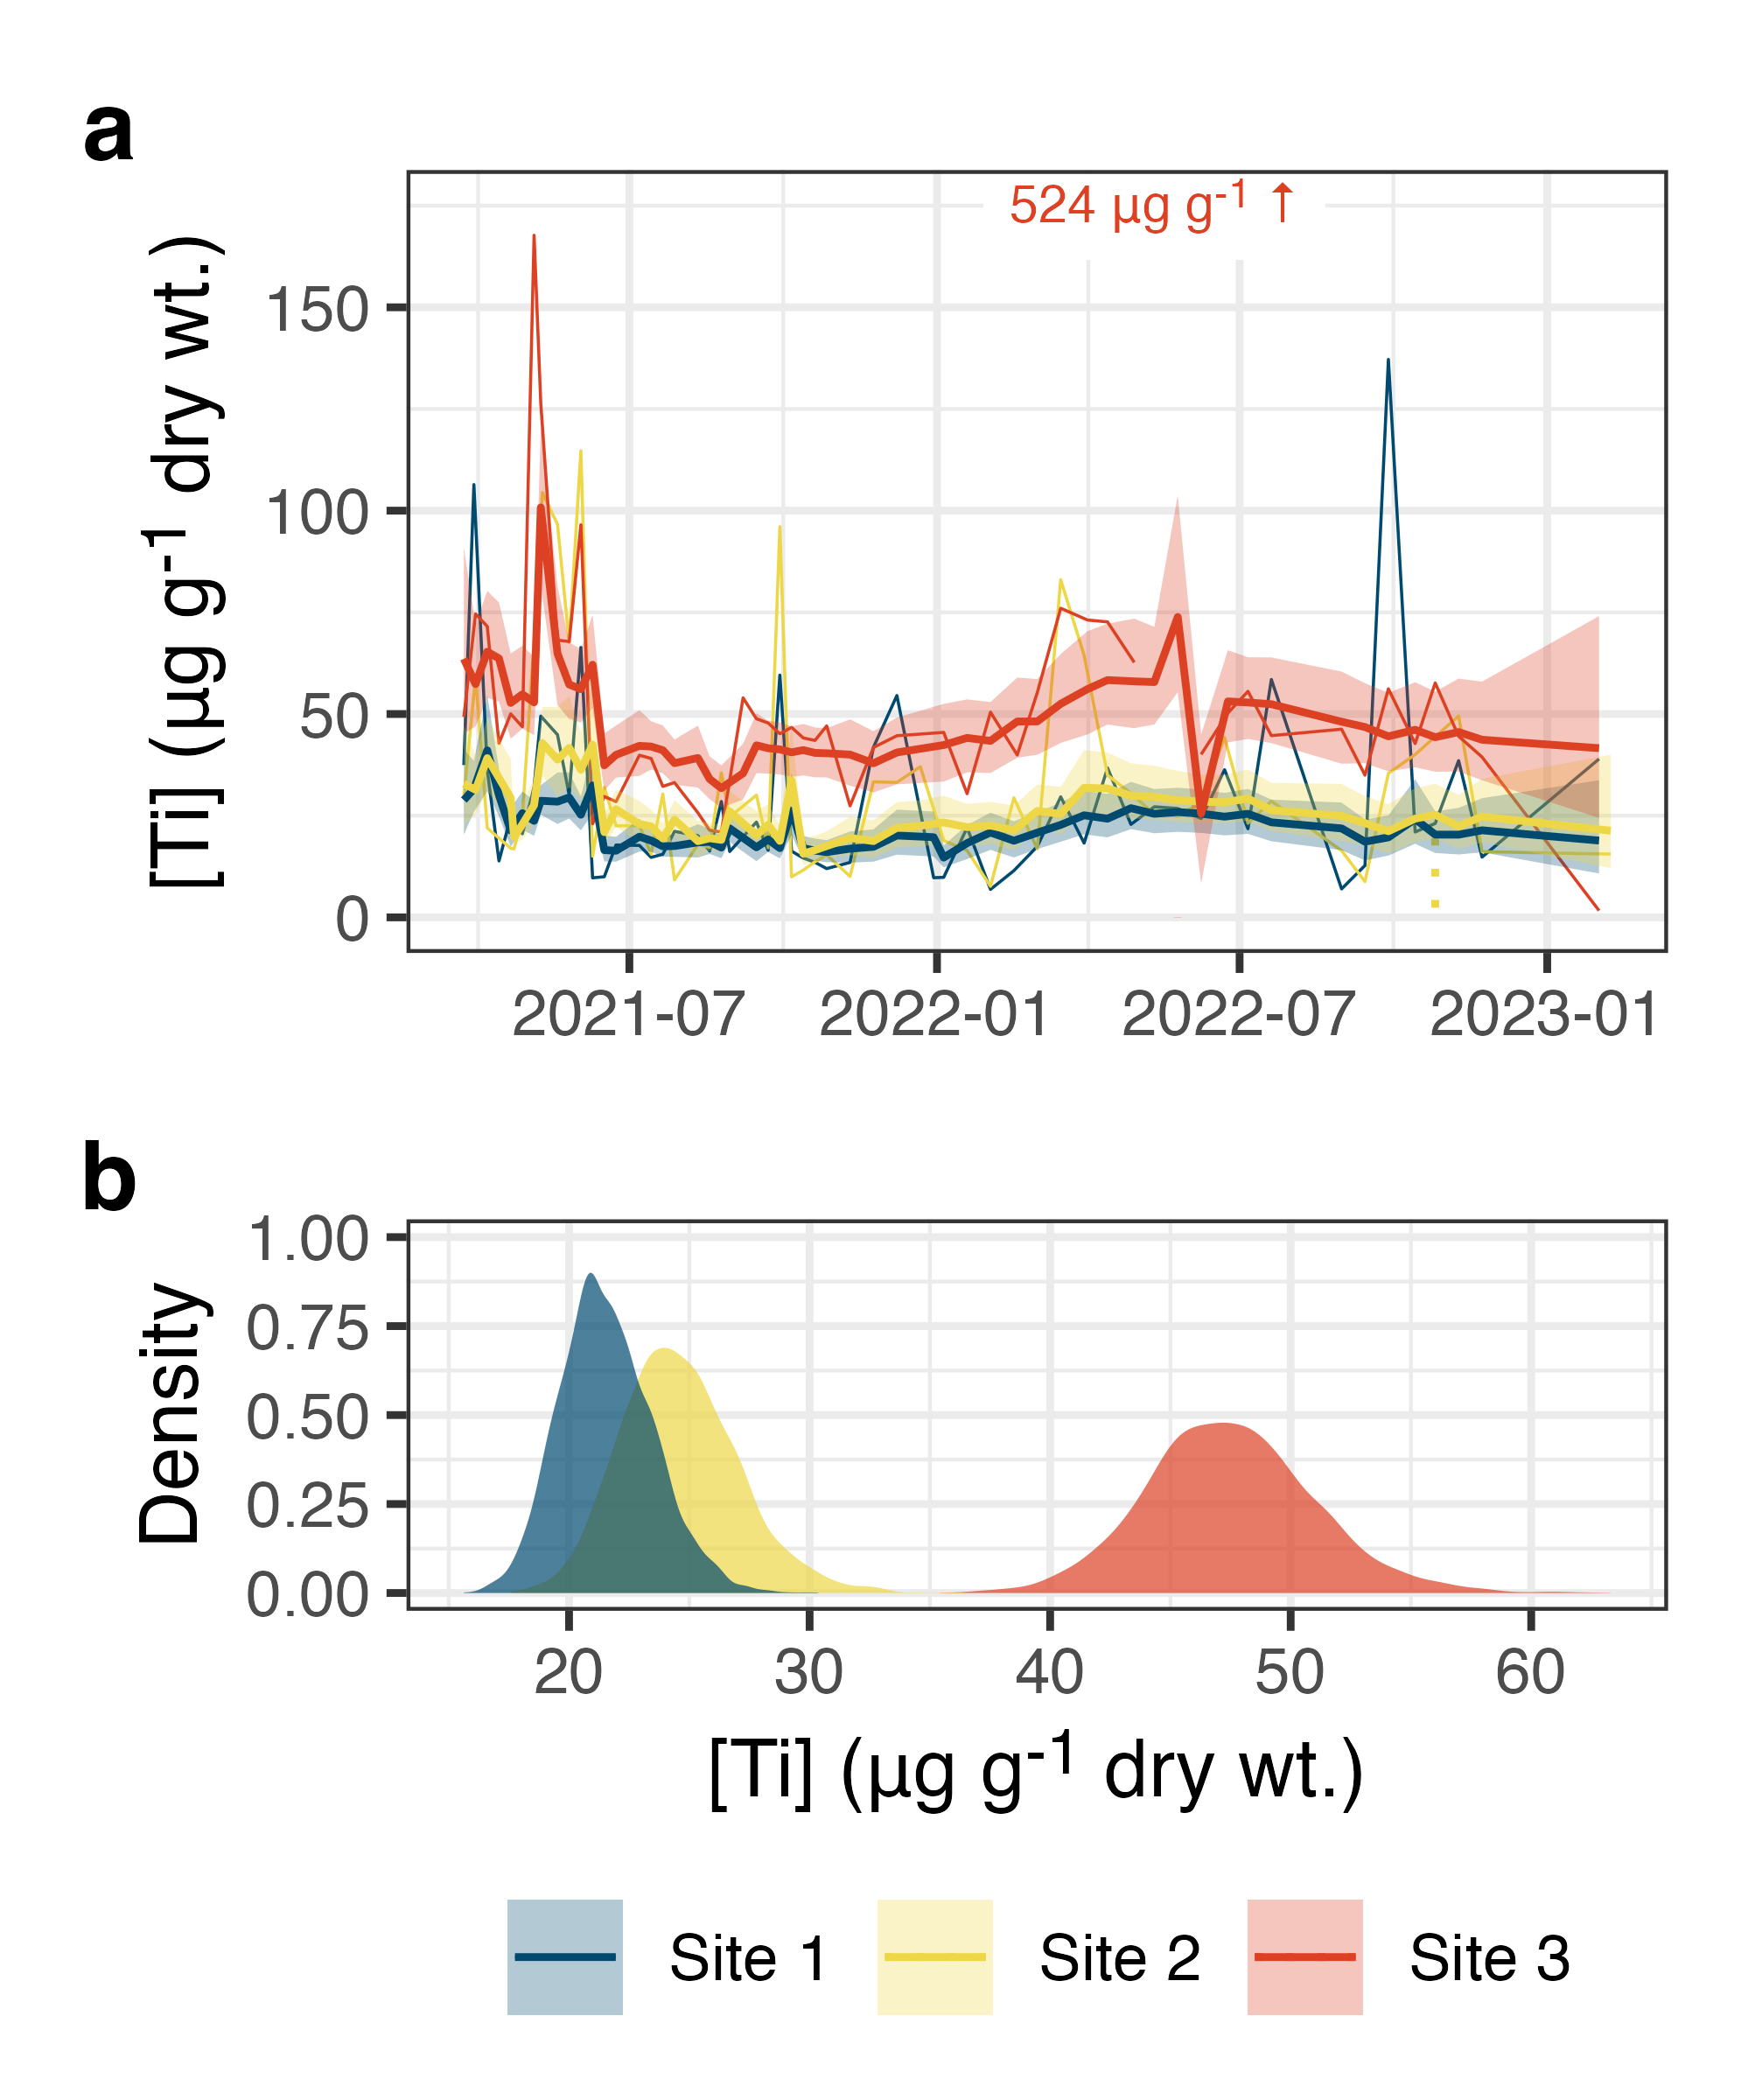 a
524 µg g-1 ↑
[Ti] (µg g-1 dry wt.)
150
100
50
0
2021-07 2022-01 2022-07 2023-01
b
Density
1.00
0.75
0.50
0.25
0.00
20 30 40 50 60
[Ti] (µg g-1 dry wt.)
Site 1 Site 2 Site 3